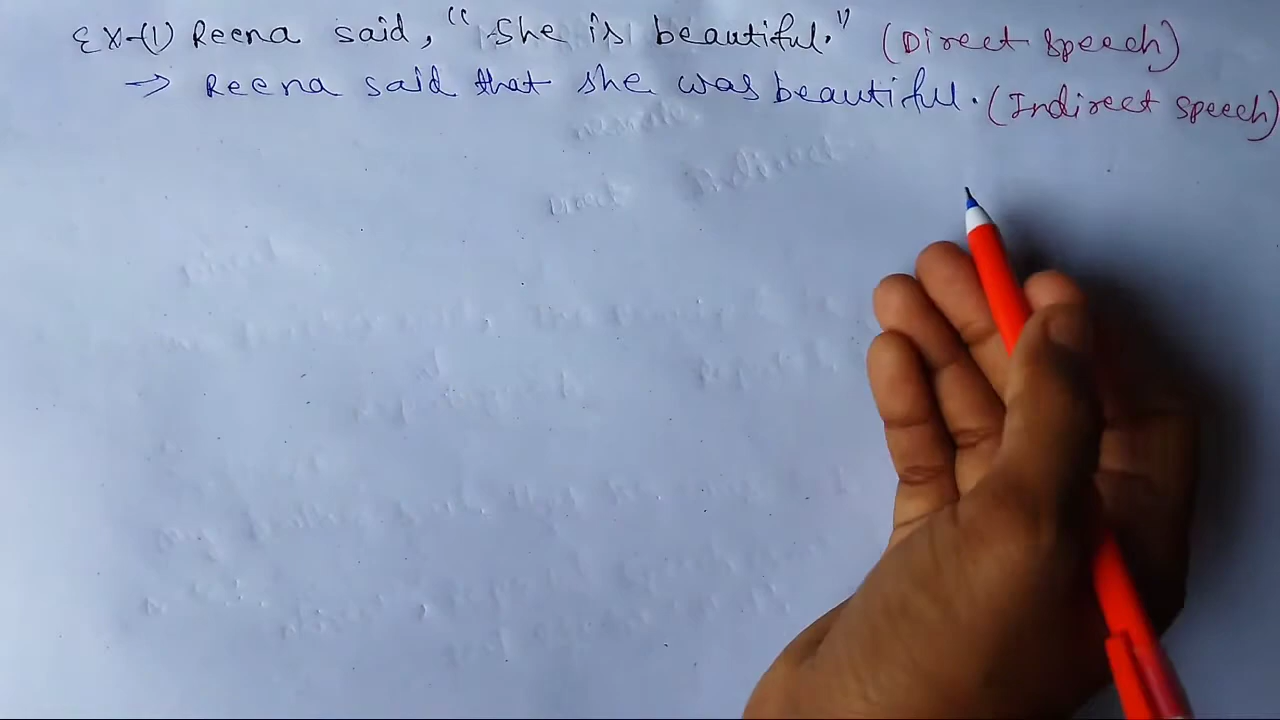 Ex-(1) Reena said, “She is beautiful.” (Direct Speech)
→ Reena said that she was beautiful. (Indirect Speech)